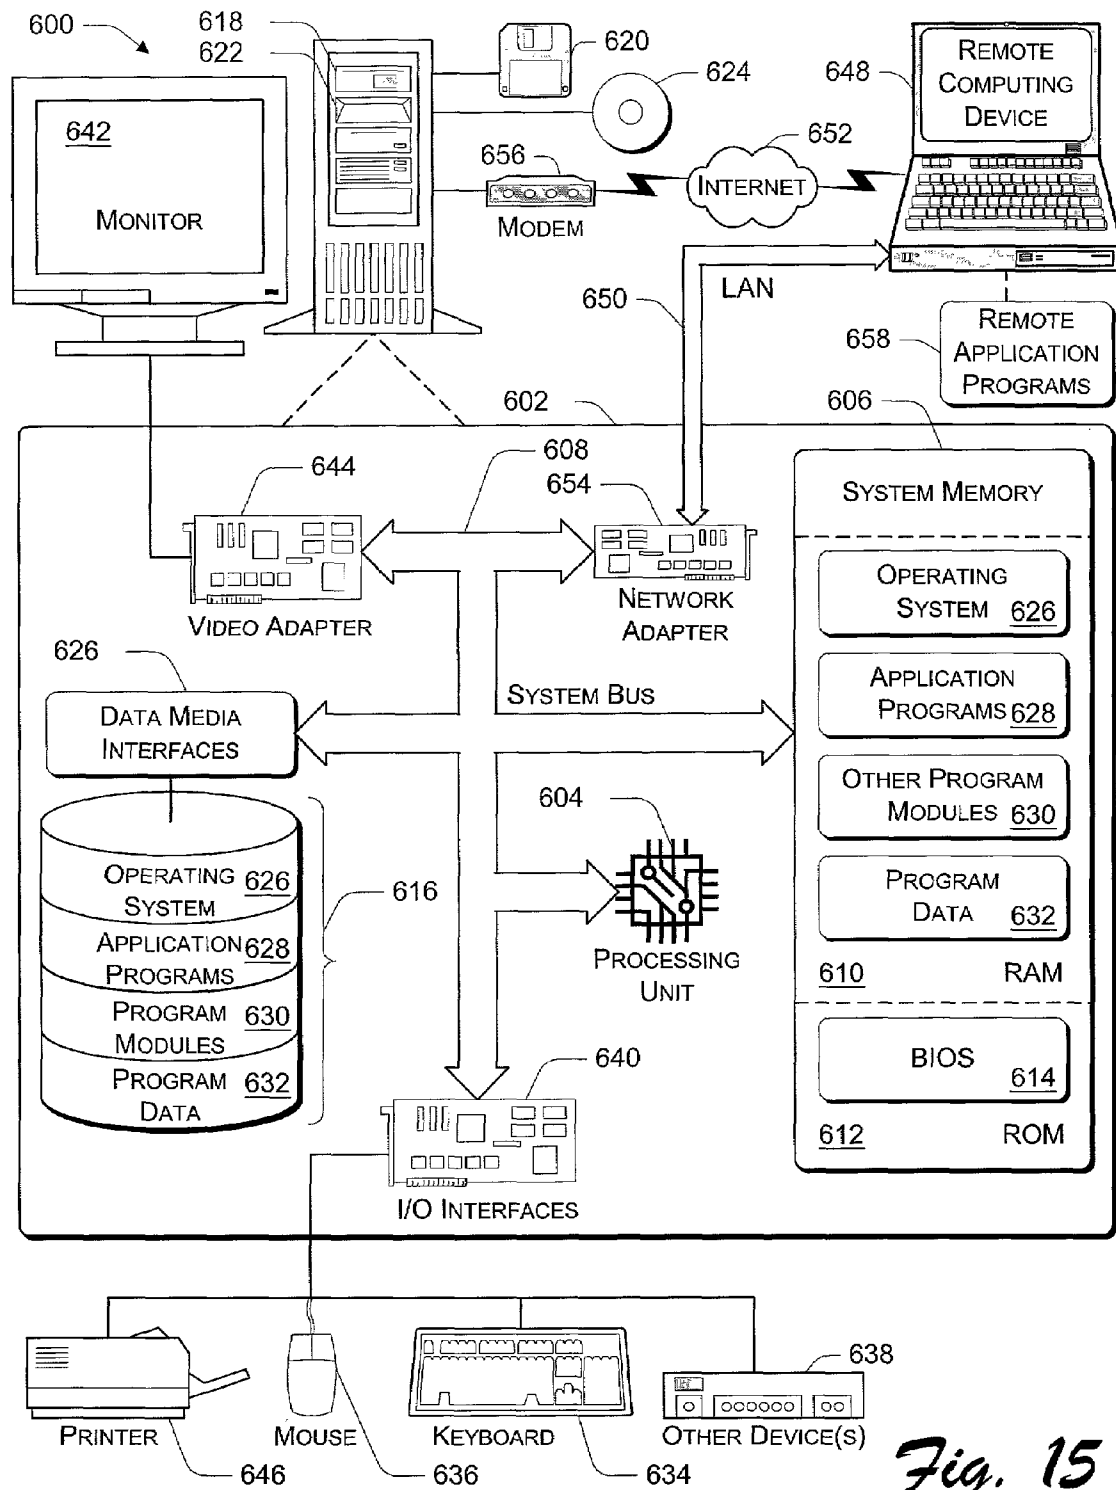 600
618
622
620
624
648
REMOTE
COMPUTING
DEVICE
642
MONITOR
656
MODEM
652
INTERNET
650
LAN
658
REMOTE
APPLICATION
PROGRAMS
602
606
608
644
654
VIDEO ADAPTER
NETWORK
ADAPTER
SYSTEM MEMORY
OPERATING
SYSTEM 626
APPLICATION
PROGRAMS 628
OTHER PROGRAM
MODULES 630
PROGRAM
DATA 632
610 RAM
BIOS 614
612 ROM
626
DATA MEDIA
INTERFACES
SYSTEM BUS
604
PROCESSING
UNIT
OPERATING 626
SYSTEM
APPLICATION 628
PROGRAMS
PROGRAM 630
MODULES
PROGRAM 632
DATA
616
640
I/O INTERFACES
PRINTER
646
MOUSE
636
KEYBOARD
634
638
OTHER DEVICE(S)
Fig. 15